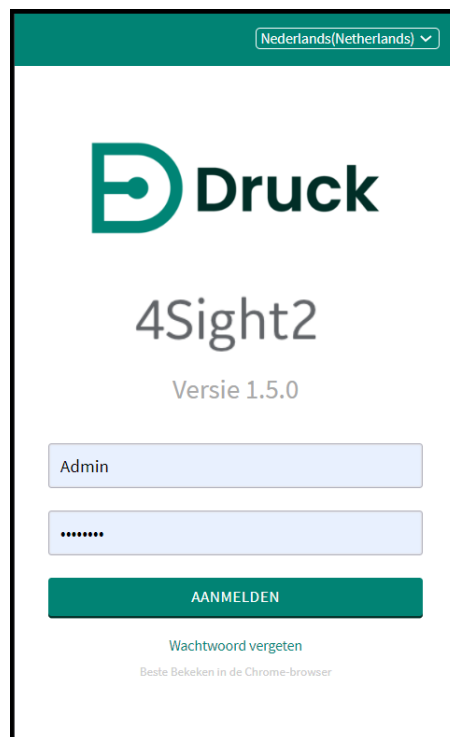 Nederlands(Netherlands)
Druck
4Sight2
Versie 1.5.0
Admin
••••••••
AANMELDEN
Wachtwoord vergeten
Beste Bekeken in de Chrome-browser